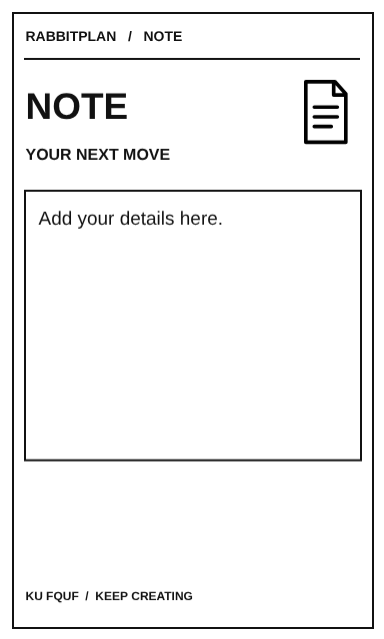 RABBITPLAN / NOTE
NOTE
YOUR NEXT MOVE
Add your details here.
KU FQUF / KEEP CREATING